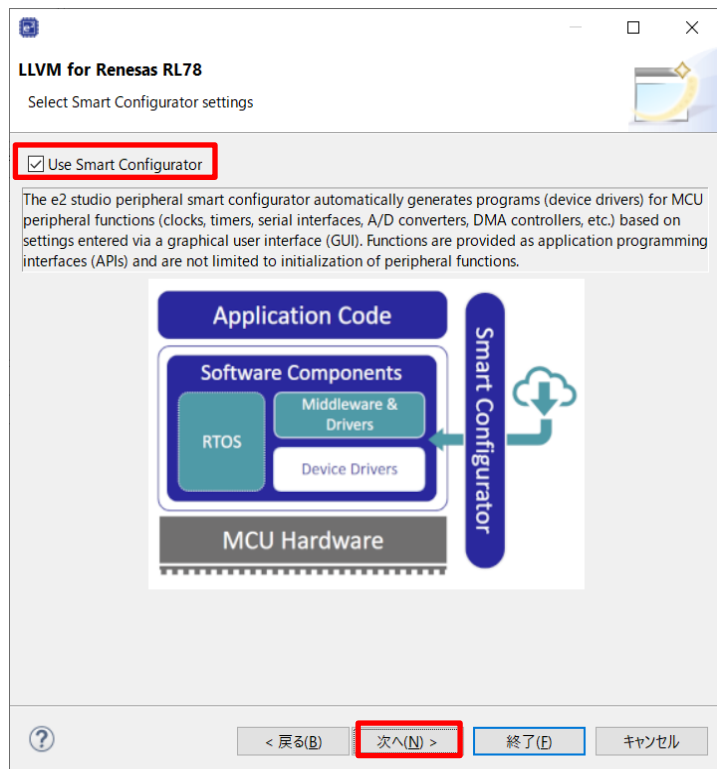 LLVM for Renesas RL78
Select Smart Configurator settings
Use Smart Configurator
The e2 studio peripheral smart configurator automatically generates programs (device drivers) for MCU
peripheral functions (clocks, timers, serial interfaces, A/D converters, DMA controllers, etc.) based on
settings entered via a graphical user interface (GUI). Functions are provided as application programming
interfaces (APIs) and are not limited to initialization of peripheral functions.
Application Code
Software Components
RTOS
Middleware &
Drivers
Device Drivers
MCU Hardware
Smart Configurator
< 戻る(B)
次へ(N) >
終了(F)
キャンセル